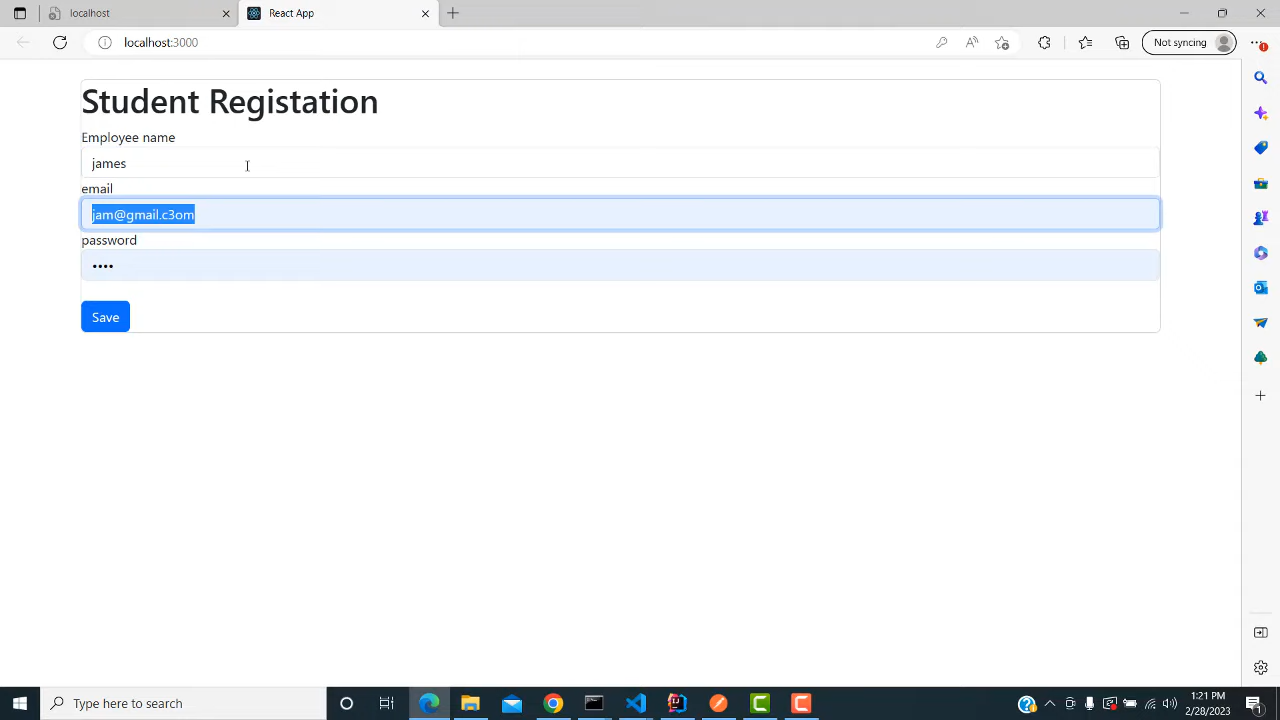 localhost
React App
localhost:3000
Not syncing
Student Registation
Employee name
james
email
jam@gmail.c3om
password
••••
Save
Type here to search
1:21 PM
2/28/2023